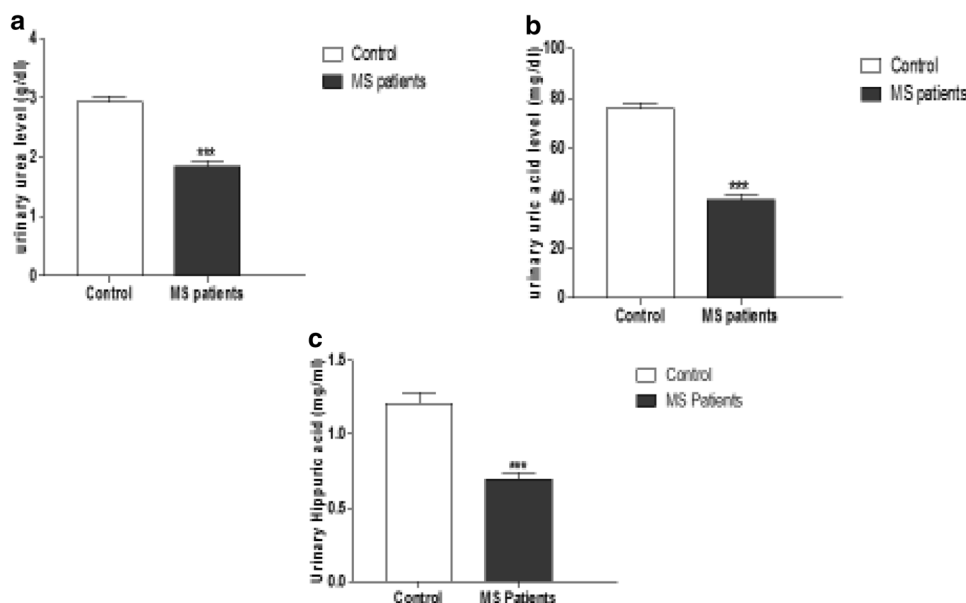 a
urinary urea level (g/dl)
4
3
2
1
0
***
Control
MS patients
Control
MS patients
b
urinary uric acid level (mg/dl)
100
80
60
40
20
0
***
Control
MS patients
Control
MS patients
c
Urinary Hippuric acid (mg/ml)
1.5
1.0
0.5
0.0
***
Control
MS Patients
Control
MS Patients